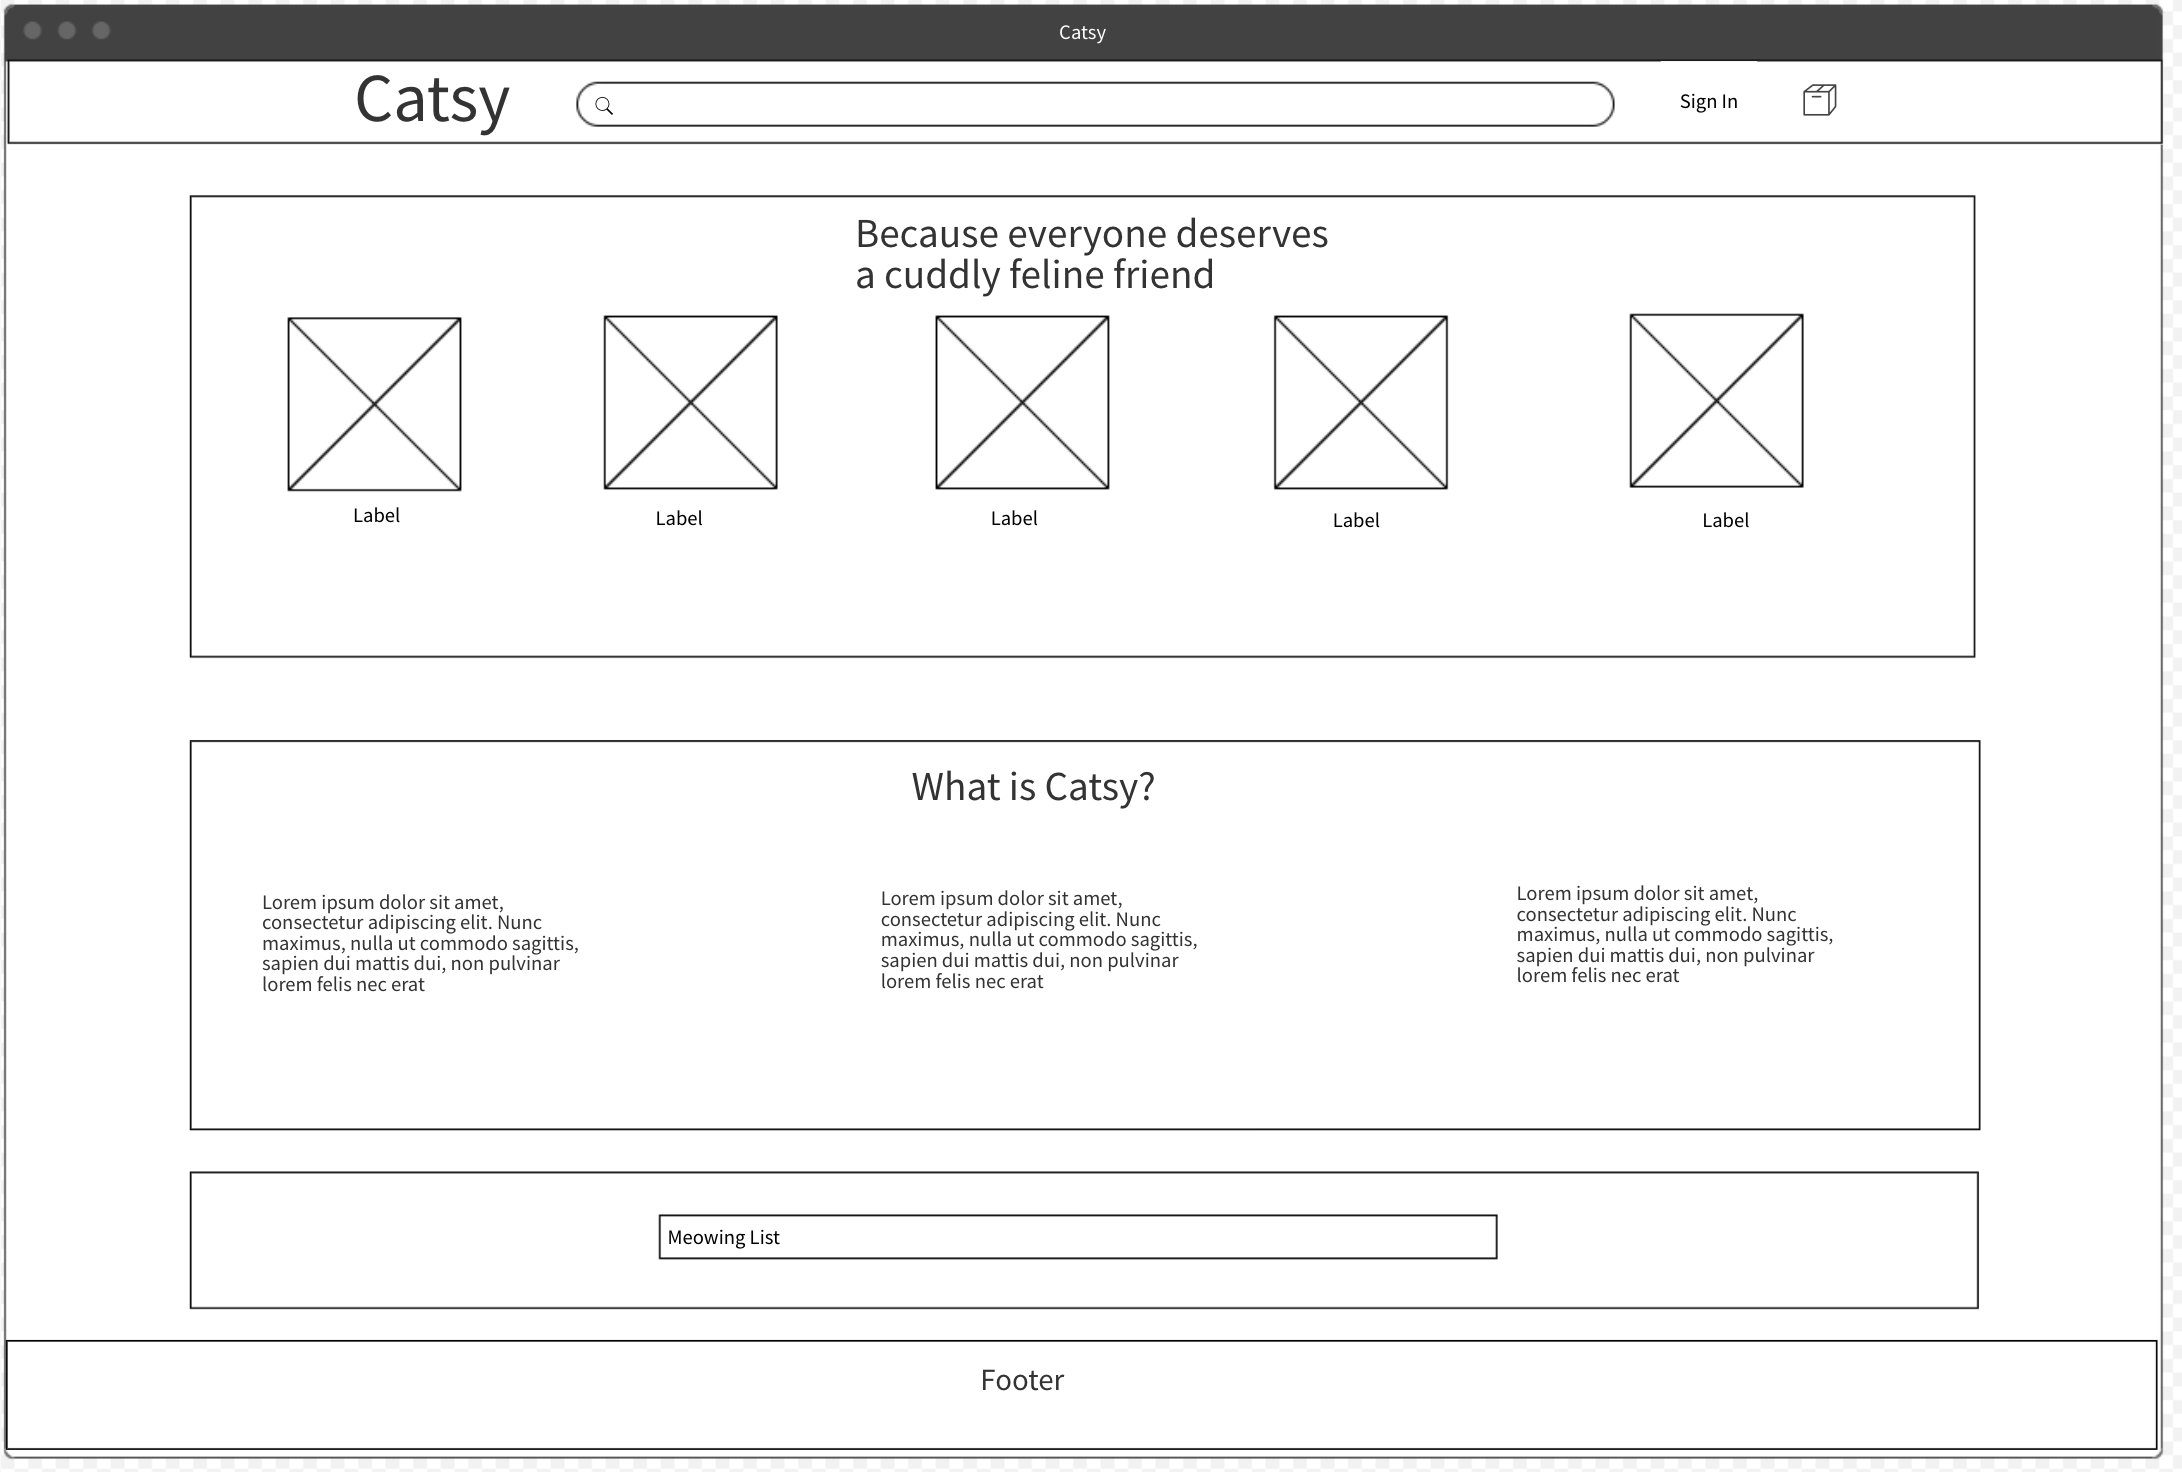 Catsy
Catsy
Sign In
Because everyone deserves
a cuddly feline friend
Label
Label
Label
Label
Label
What is Catsy?
Lorem ipsum dolor sit amet,
consectetur adipiscing elit. Nunc
maximus, nulla ut commodo sagittis,
sapien dui mattis dui, non pulvinar
lorem felis nec erat
Lorem ipsum dolor sit amet,
consectetur adipiscing elit. Nunc
maximus, nulla ut commodo sagittis,
sapien dui mattis dui, non pulvinar
lorem felis nec erat
Lorem ipsum dolor sit amet,
consectetur adipiscing elit. Nunc
maximus, nulla ut commodo sagittis,
sapien dui mattis dui, non pulvinar
lorem felis nec erat
Meowing List
Footer